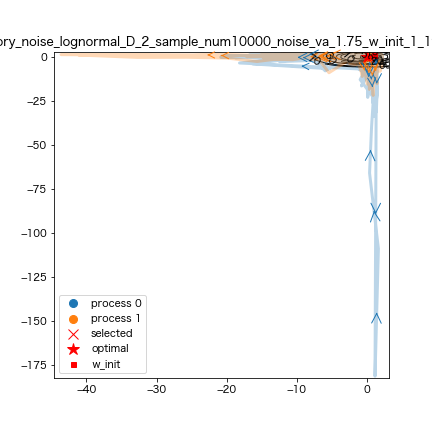 ory_noise_lognormal_D_2_sample_num10000_noise_va_1.75_w_init_1_1
0
−25
−50
−75
−100
−125
−150
−175
process 0
process 1
selected
optimal
w_init
−40 −30 −20 −10 0